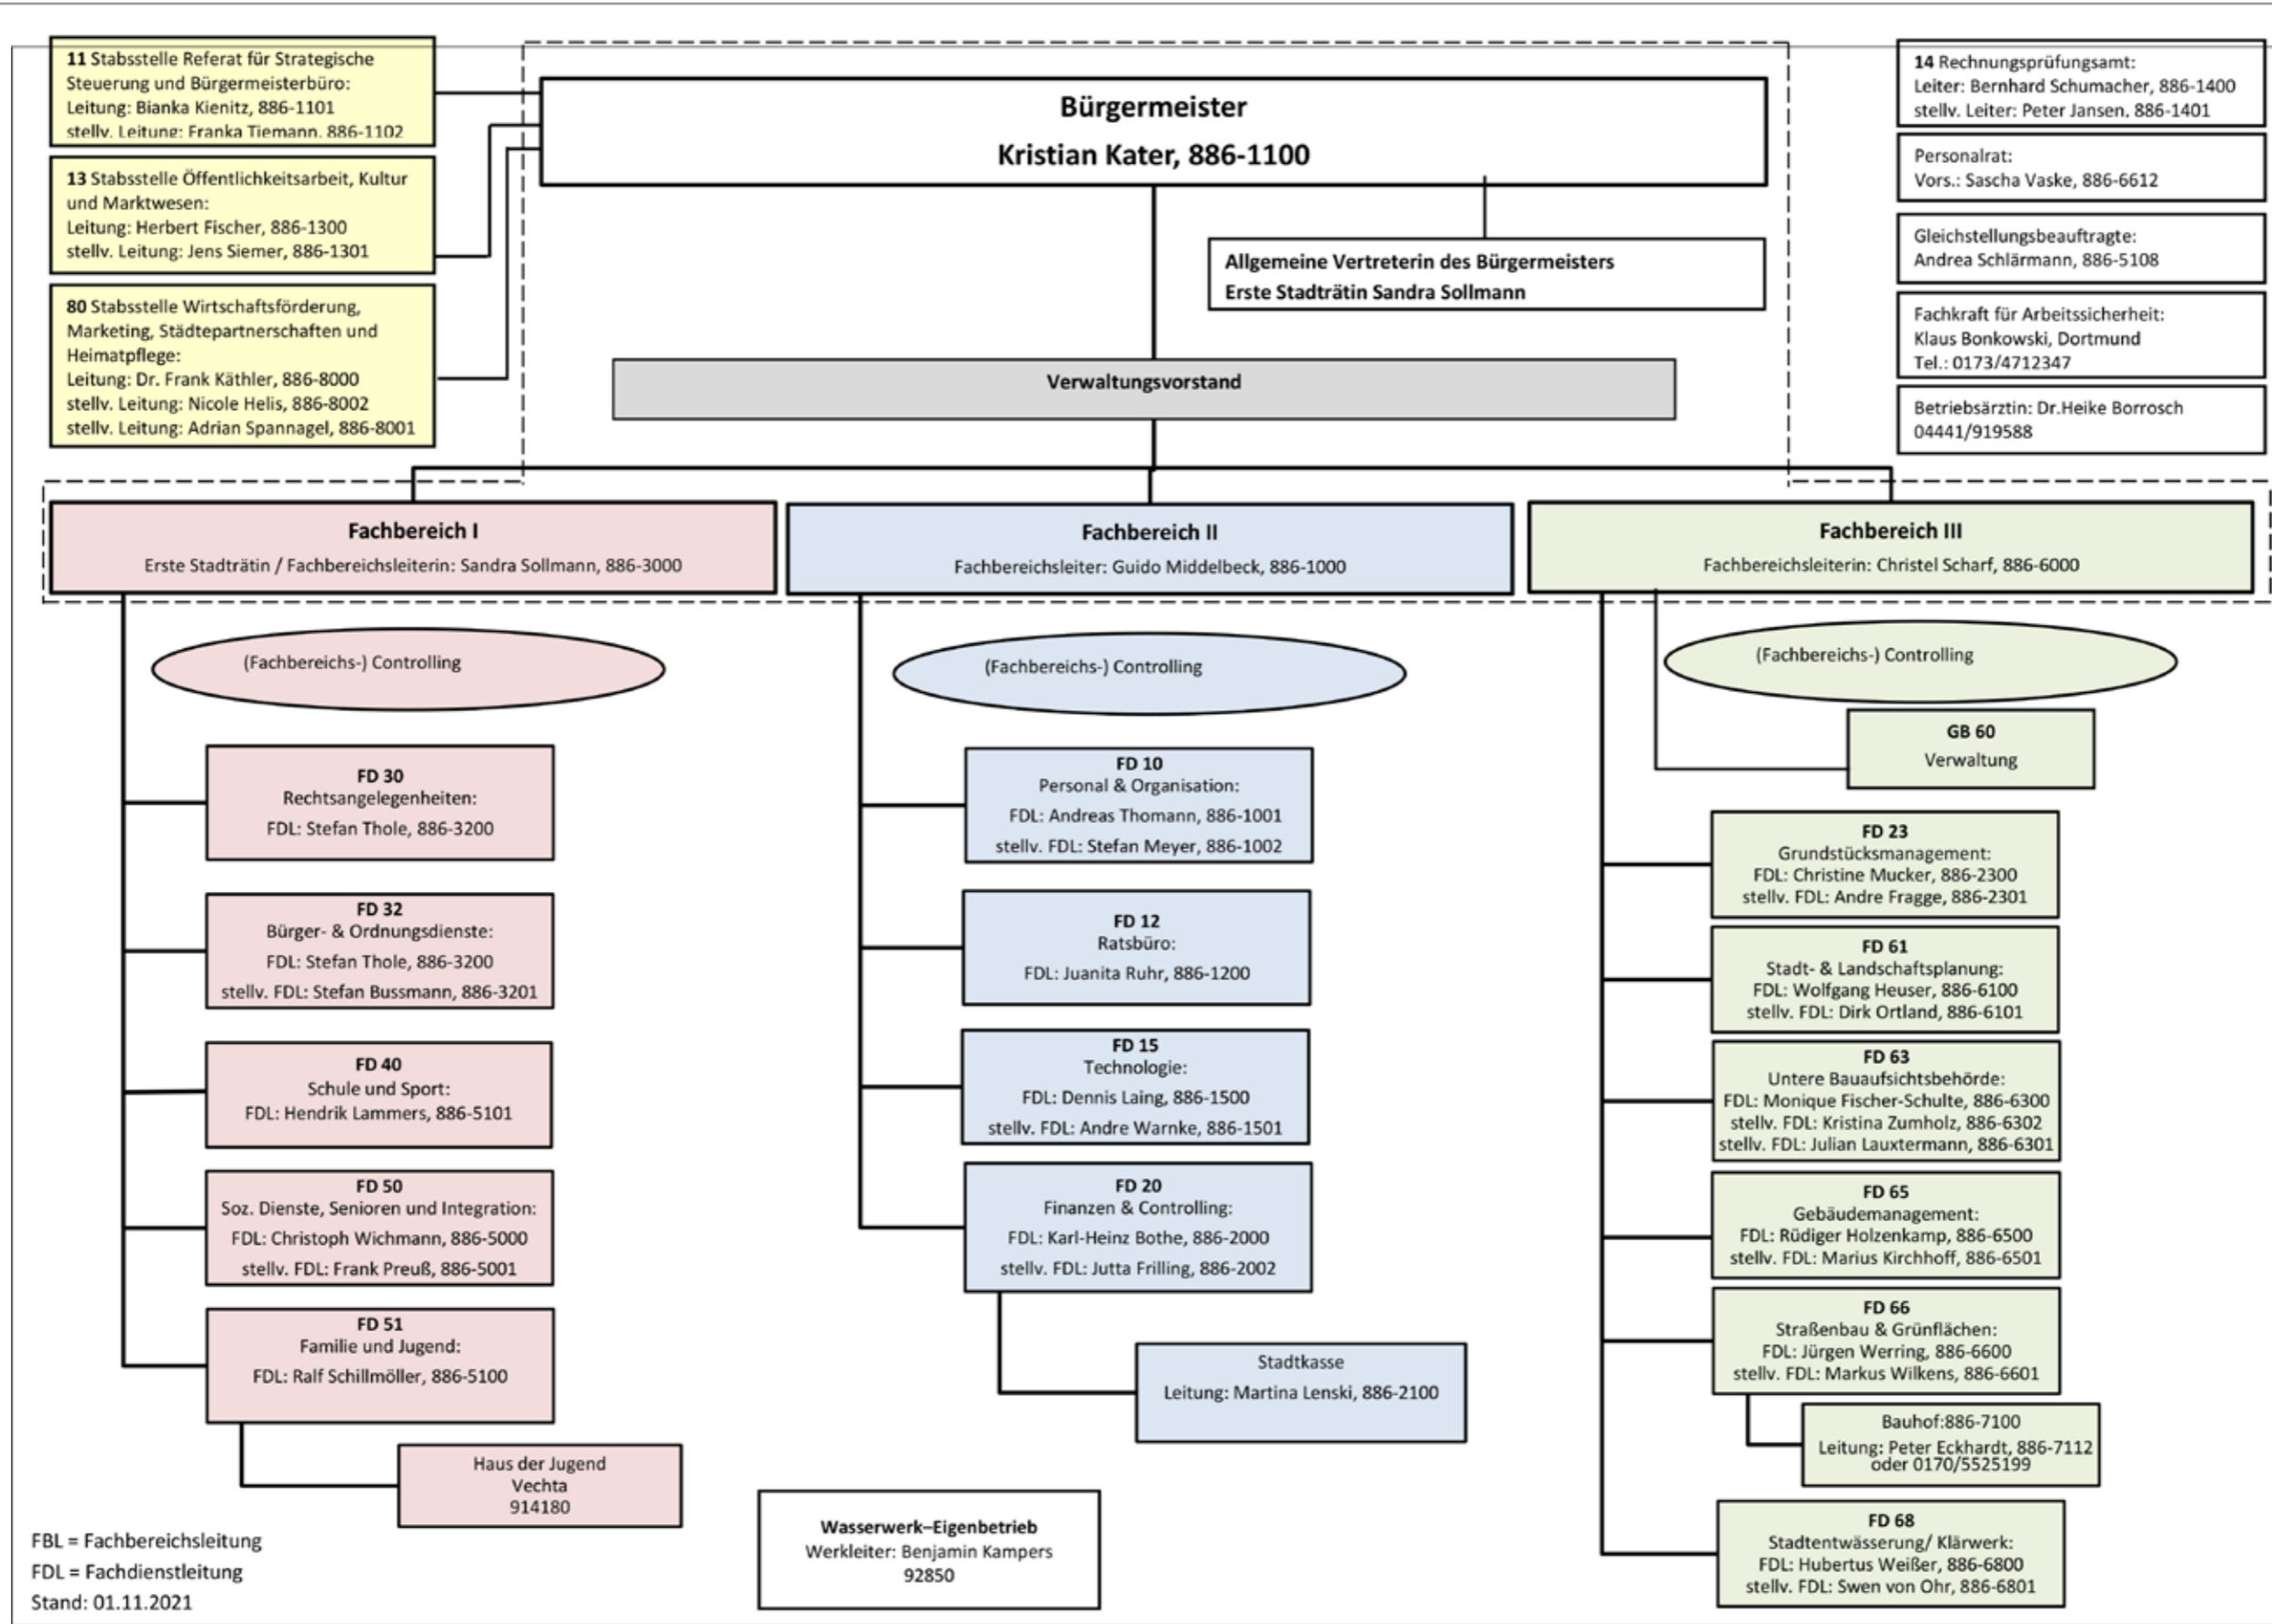 11 Stabsstelle Referat für Strategische
Steuerung und Bürgermeisterbüro:
Leitung: Bianka Kienitz, 886-1101
stellv. Leitung: Franka Tiemann, 886-1102
13 Stabsstelle Öffentlichkeitsarbeit, Kultur
und Marktwesen:
Leitung: Herbert Fischer, 886-1300
stellv. Leitung: Jens Siemer, 886-1301
80 Stabsstelle Wirtschaftsförderung,
Marketing, Städtepartnerschaften und
Heimatpflege:
Leitung: Dr. Frank Käthler, 886-8000
stellv. Leitung: Nicole Helis, 886-8002
stellv. Leitung: Adrian Spannagel, 886-8001
Bürgermeister
Kristian Kater, 886-1100
Allgemeine Vertreterin des Bürgermeisters
Erste Stadträtin Sandra Sollmann
Verwaltungsvorstand
14 Rechnungsprüfungsamt:
Leiter: Bernhard Schumacher, 886-1400
stellv. Leiter: Peter Jansen, 886-1401
Personalrat:
Vors.: Sascha Vaske, 886-6612
Gleichstellungsbeauftragte:
Andrea Schlärmann, 886-5108
Fachkraft für Arbeitssicherheit:
Klaus Bonkowski, Dortmund
Tel.: 0173/4712347
Betriebsärztin: Dr.Heike Borrosch
04441/919588
Fachbereich I
Erste Stadträtin / Fachbereichsleiterin: Sandra Sollmann, 886-3000
(Fachbereichs-) Controlling
FD 30
Rechtsangelegenheiten:
FDL: Stefan Thole, 886-3200
FD 32
Bürger- & Ordnungsdienste:
FDL: Stefan Thole, 886-3200
stellv. FDL: Stefan Bussmann, 886-3201
FD 40
Schule und Sport:
FDL: Hendrik Lammers, 886-5101
FD 50
Soz. Dienste, Senioren und Integration:
FDL: Christoph Wichmann, 886-5000
stellv. FDL: Frank Preuß, 886-5001
FD 51
Familie und Jugend:
FDL: Ralf Schillmöller, 886-5100
Haus der Jugend
Vechta
914180
Fachbereich II
Fachbereichsleiter: Guido Middelbeck, 886-1000
(Fachbereichs-) Controlling
FD 10
Personal & Organisation:
FDL: Andreas Thomann, 886-1001
stellv. FDL: Stefan Meyer, 886-1002
FD 12
Ratsbüro:
FDL: Juanita Ruhr, 886-1200
FD 15
Technologie:
FDL: Dennis Laing, 886-1500
stellv. FDL: Andre Warnke, 886-1501
FD 20
Finanzen & Controlling:
FDL: Karl-Heinz Bothe, 886-2000
stellv. FDL: Jutta Frilling, 886-2002
Stadtkasse
Leitung: Martina Lenski, 886-2100
Wasserwerk–Eigenbetrieb
Werkleiter: Benjamin Kampers
92850
Fachbereich III
Fachbereichsleiterin: Christel Scharf, 886-6000
(Fachbereichs-) Controlling
GB 60
Verwaltung
FD 23
Grundstücksmanagement:
FDL: Christine Mucker, 886-2300
stellv. FDL: Andre Fragge, 886-2301
FD 61
Stadt- & Landschaftsplanung:
FDL: Wolfgang Heuser, 886-6100
stellv. FDL: Dirk Ortland, 886-6101
FD 63
Untere Bauaufsichtsbehörde:
FDL: Monique Fischer-Schulte, 886-6300
stellv. FDL: Kristina Zumholz, 886-6302
stellv. FDL: Julian Lauxtermann, 886-6301
FD 65
Gebäudemanagement:
FDL: Rüdiger Holzenkamp, 886-6500
stellv. FDL: Marius Kirchhoff, 886-6501
FD 66
Straßenbau & Grünflächen:
FDL: Jürgen Werring, 886-6600
stellv. FDL: Markus Wilkens, 886-6601
Bauhof:886-7100
Leitung: Peter Eckhardt, 886-7112
oder 0170/5525199
FD 68
Stadtentwässerung/ Klärwerk:
FDL: Hubertus Weißer, 886-6800
stellv. FDL: Swen von Ohr, 886-6801
FBL = Fachbereichsleitung
FDL = Fachdienstleitung
Stand: 01.11.2021